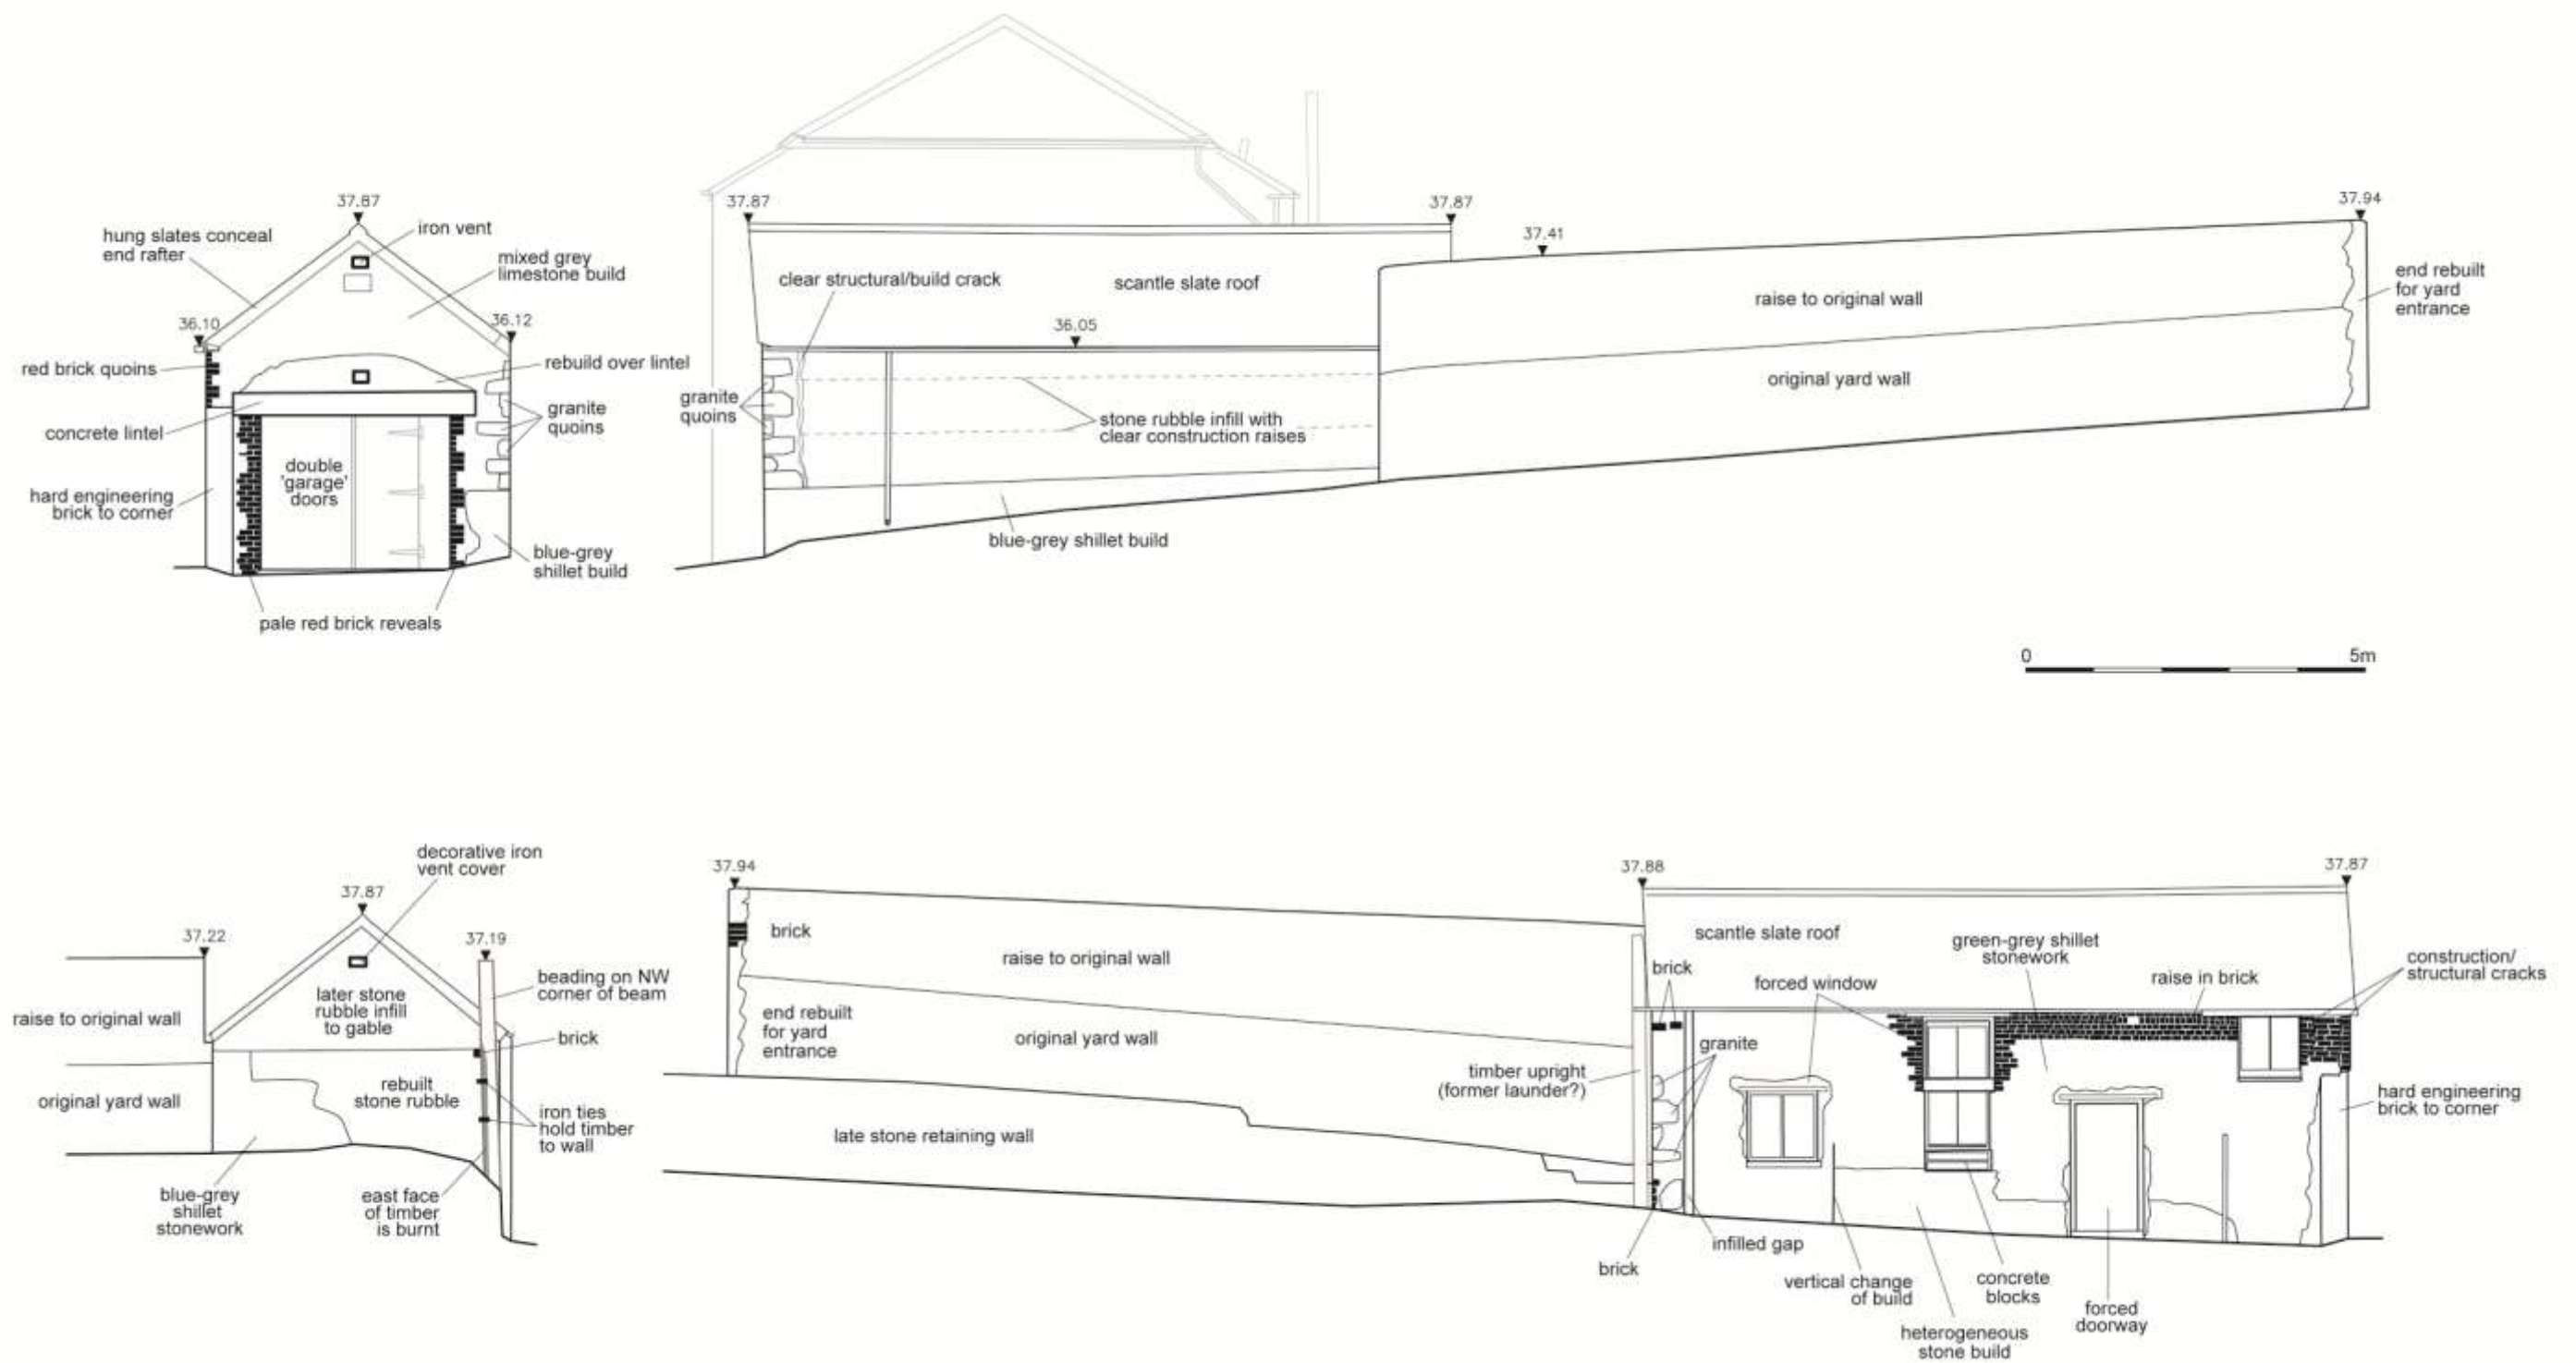 37.87
iron vent
hung slates conceal
end rafter
mixed grey
limestone build
36.10
36.12
red brick quoins
rebuild over lintel
granite
quoins
concrete lintel
double
'garage'
doors
hard engineering
brick to corner
blue-grey
shillet build
pale red brick reveals
37.87
37.87
37.41
37.94
clear structural/build crack
scantle slate roof
raise to original wall
end rebuilt
for yard
entrance
36.05
original yard wall
granite
quoins
stone rubble infill with
clear construction raises
blue-grey shillet build
0
5m
decorative iron
vent cover
37.87
37.22
37.19
beading on NW
corner of beam
later stone
rubble infill
to gable
raise to original wall
brick
rebuilt
stone rubble
original yard wall
iron ties
hold timber
to wall
blue-grey
shillet
stonework
east face
of timber
is burnt
37.94
37.88
37.87
brick
raise to original wall
scantle slate roof
green-grey shillet
stonework
construction/
structural cracks
brick
forced window
raise in brick
end rebuilt
for yard
entrance
original yard wall
granite
timber upright
(former launder?)
hard engineering
brick to corner
late stone retaining wall
infilled gap
brick
vertical change
of build
concrete
blocks
forced
doorway
heterogeneous
stone build